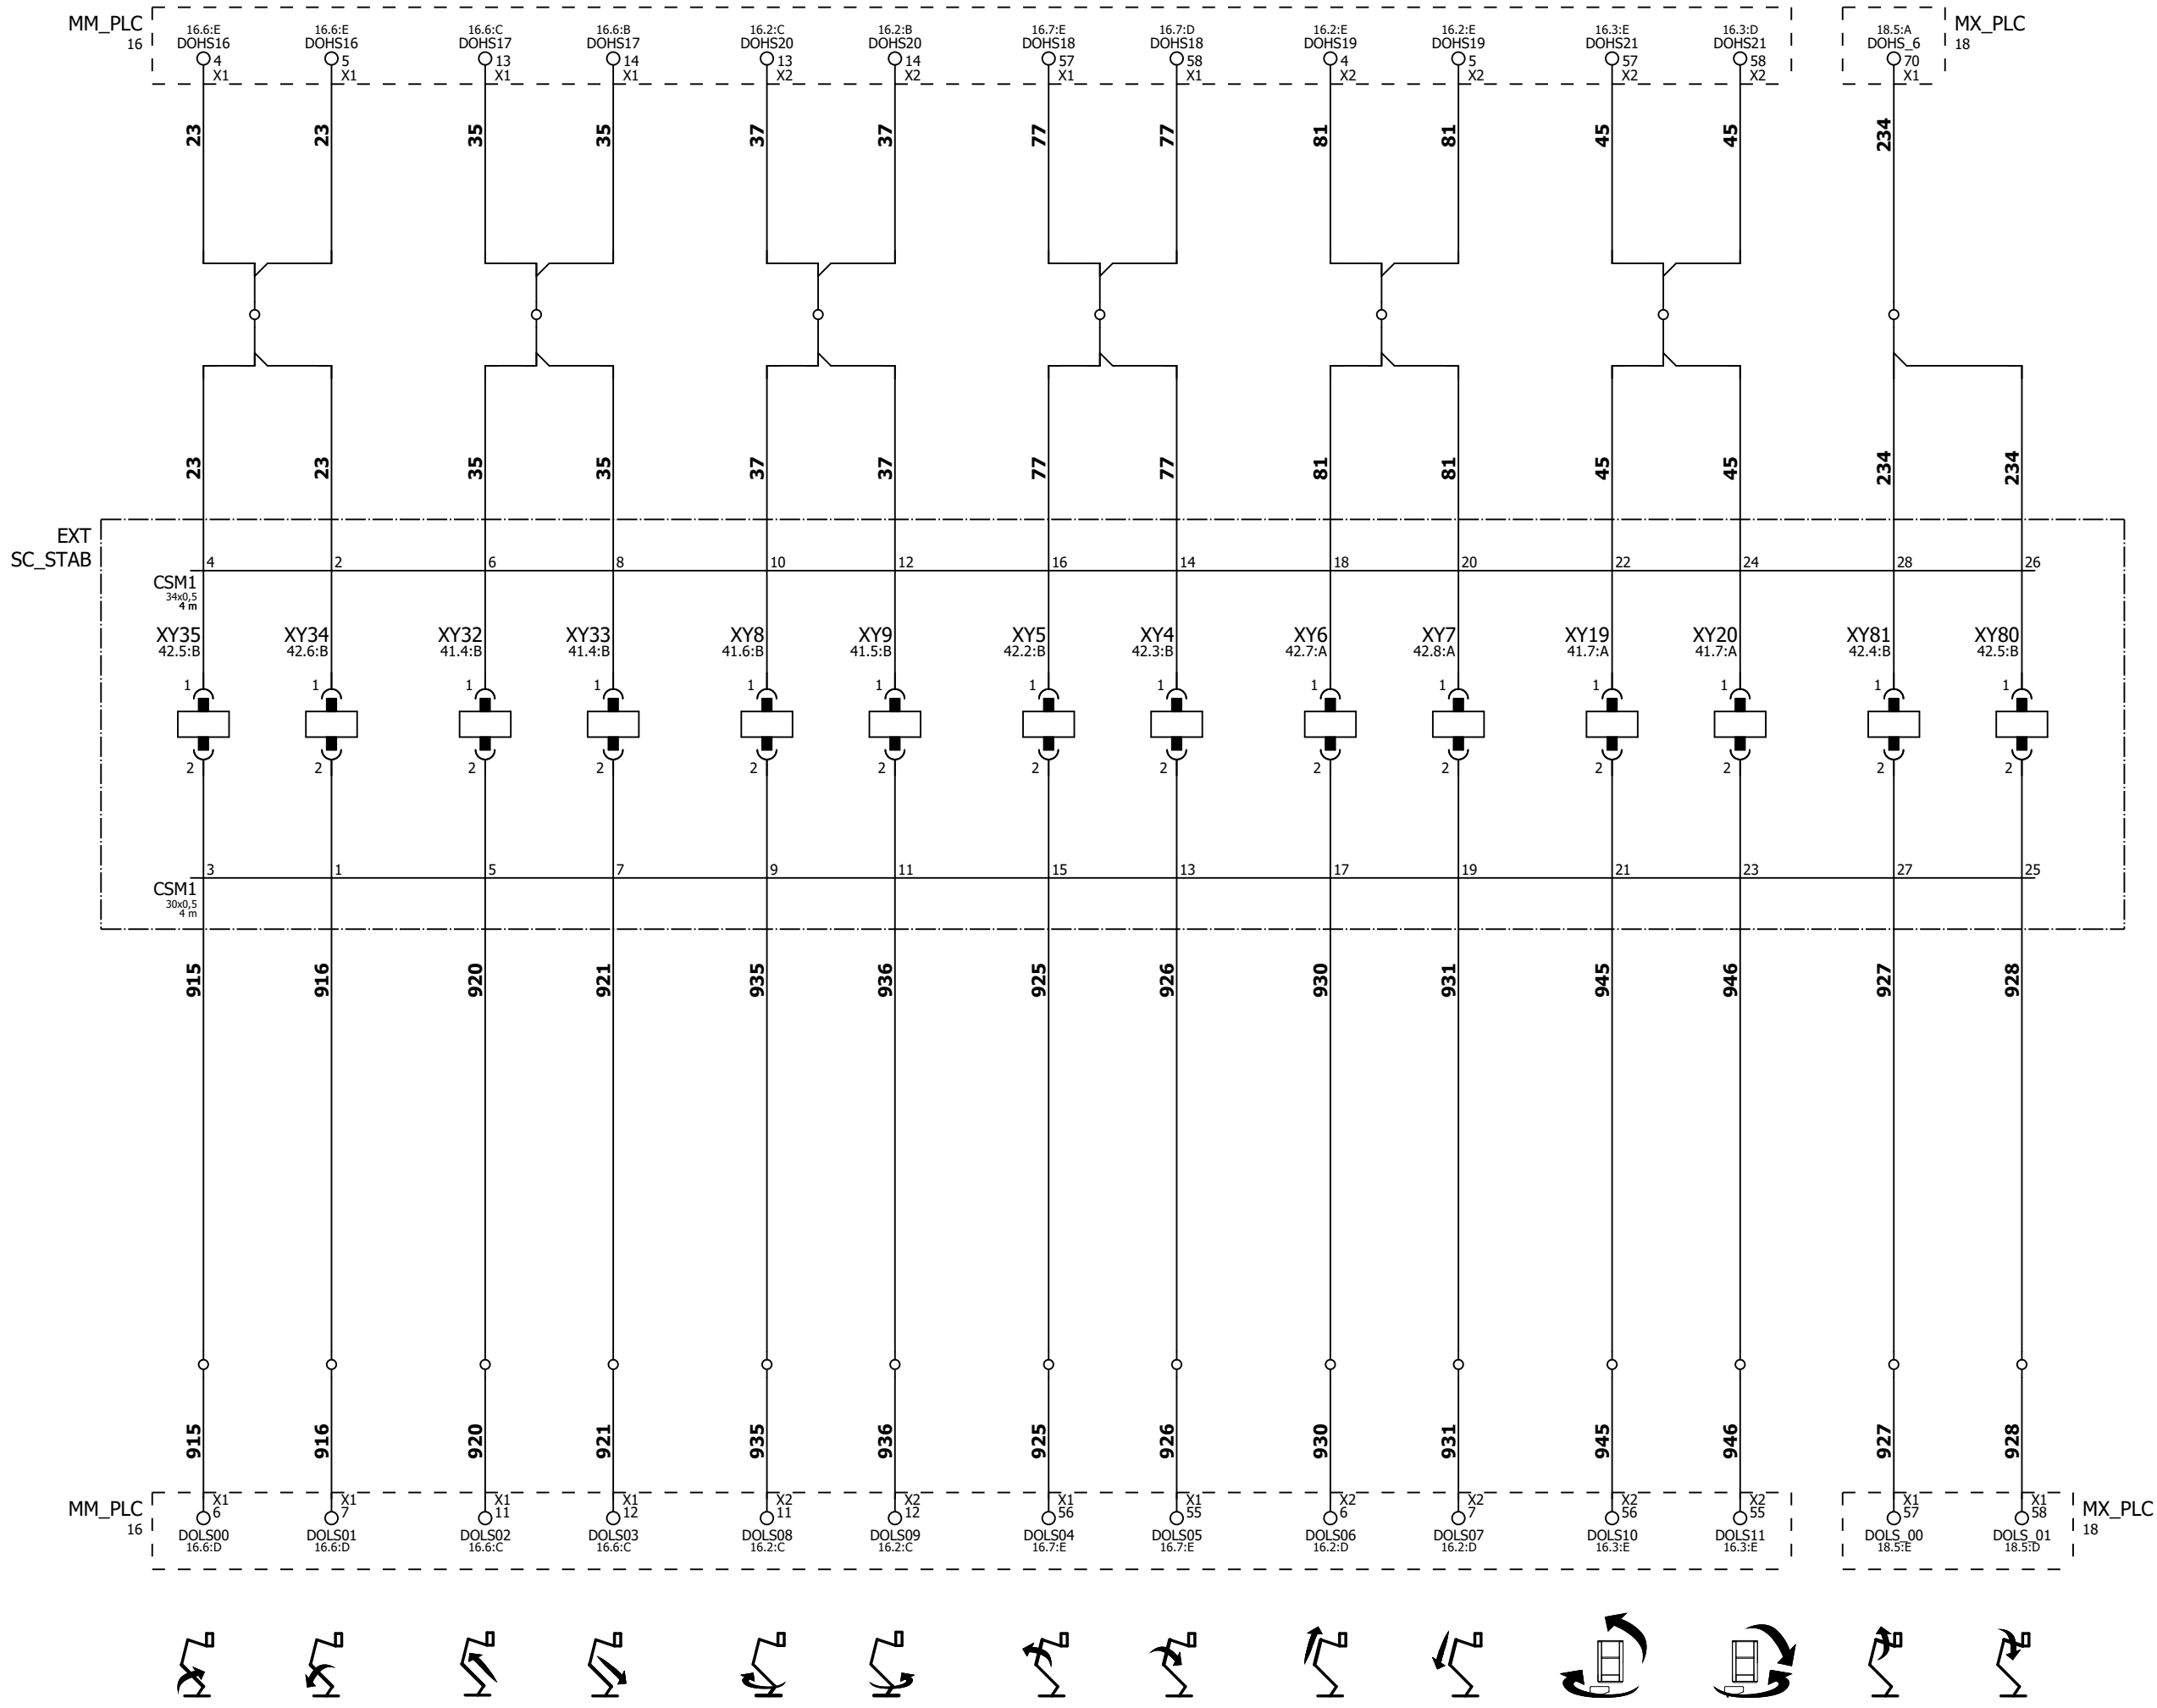 MM_PLC
16
16.6:E 16.6:E 16.6:C 16.6:B 16.2:C 16.2:B 16.7:E 16.7:D 16.2:E 16.2:E 16.3:E 16.3:D 18.5:A
DOHS16 DOHS16 DOHS17 DOHS17 DOHS20 DOHS20 DOHS18 DOHS18 DOHS19 DOHS19 DOHS21 DOHS21 DOHS_6
MX_PLC
18
4 5 13 14 13 14 57 58 4 5 57 58 70
X1 X1 X1 X1 X2 X2 X1 X1 X2 X2 X2 X2 X1
23 23 35 35 37 37 77 77 81 81 45 45 234
23 23 35 35 37 37 77 77 81 81 45 45 234 234
EXT
SC_STAB
4 2 6 8 10 12 16 14 18 20 22 24 28 26
CSM1
34x0,5
4 m
XY35 XY34 XY32 XY33 XY8 XY9 XY5 XY4 XY6 XY7 XY19 XY20 XY81 XY80
42.5:B 42.6:B 41.4:B 41.4:B 41.6:B 41.5:B 42.2:B 42.3:B 42.7:A 42.8:A 41.7:A 41.7:A 42.4:B 42.5:B
1 1 1 1 1 1 1 1 1 1 1 1 1 1
2 2 2 2 2 2 2 2 2 2 2 2 2 2
3 1 5 7 9 11 15 13 17 19 21 23 27 25
CSM1
30x0,5
4 m
915 916 920 921 935 936 925 926 930 931 945 946 927 928
915 916 920 921 935 936 925 926 930 931 945 946 927 928
MM_PLC
16
X1 X1 X1 X1 X2 X2 X1 X1 X2 X2 X2 X2 X1 X1
6 7 11 12 11 12 56 55 6 7 56 55 57 58
MX_PLC
18
DOLS00 DOLS01 DOLS02 DOLS03 DOLS08 DOLS09 DOLS04 DOLS05 DOLS06 DOLS07 DOLS10 DOLS11 DOLS_00 DOLS_01
16.6:D 16.6:D 16.6:C 16.6:C 16.2:C 16.2:C 16.7:E 16.7:E 16.2:D 16.2:D 16.3:E 16.3:E 18.5:E 18.5:D